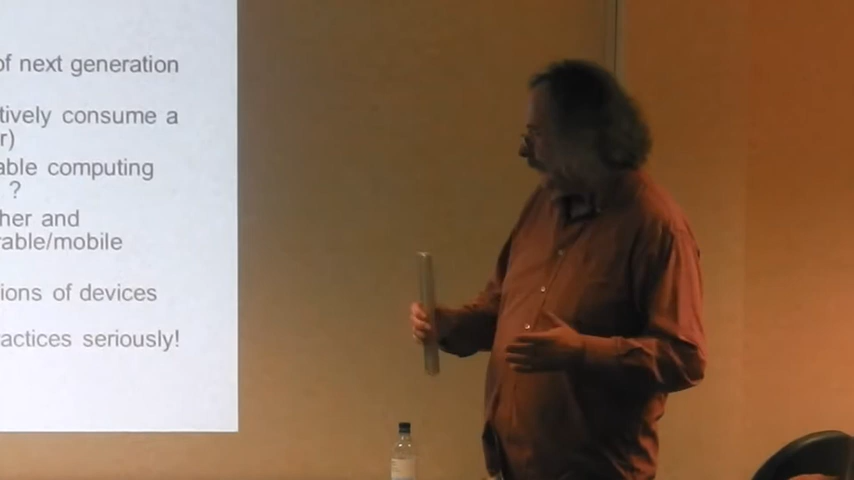 of next generation
tively consume a
r)
able computing
?
her and
rable/mobile
ions of devices
actices seriously!